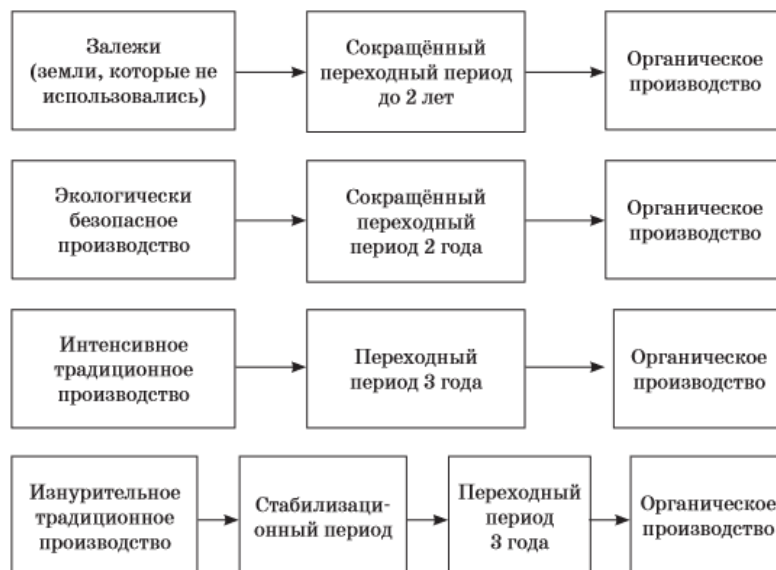 Залежи
(земли, которые не
использовались)
Сокращённый
переходный период
до 2 лет
Органическое
производство
Экологически
безопасное
производство
Сокращённый
переходный
период 2 года
Органическое
производство
Интенсивное
традиционное
производство
Переходный
период 3 года
Органическое
производство
Изнурительное
традиционное
производство
Стабилизаци-
онный период
Переходный
период
3 года
Органическое
производство